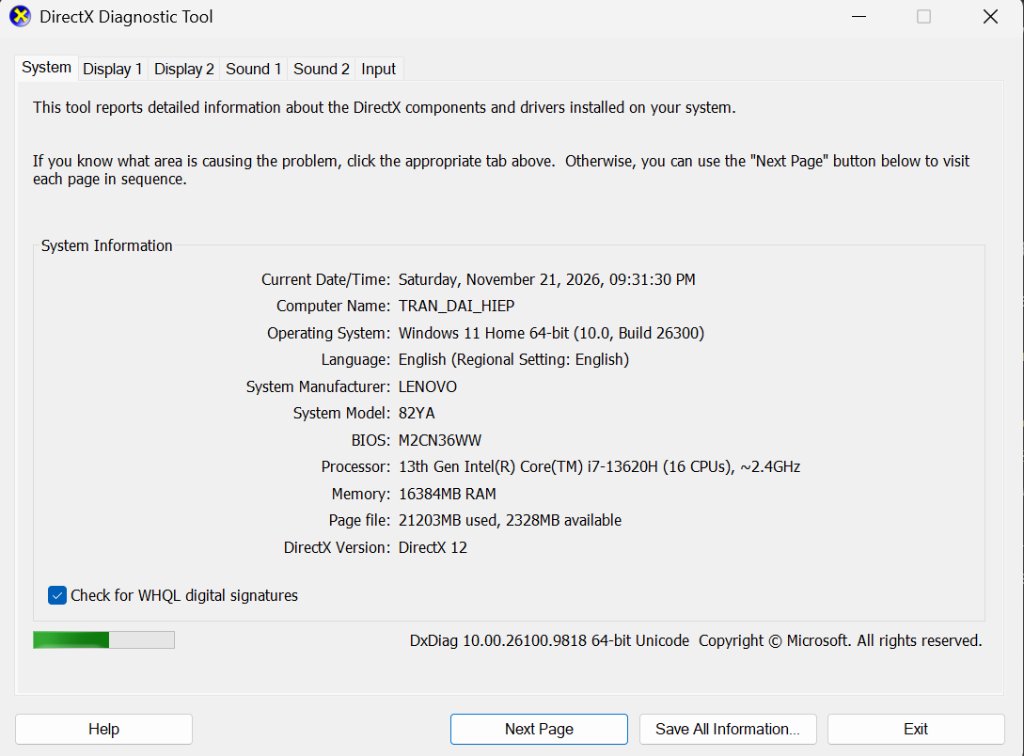 DirectX Diagnostic Tool
System Display 1 Display 2 Sound 1 Sound 2 Input
This tool reports detailed information about the DirectX components and drivers installed on your system.
If you know what area is causing the problem, click the appropriate tab above.  Otherwise, you can use the "Next Page" button below to visit
each page in sequence.
System Information
Current Date/Time: Saturday, November 21, 2026, 09:31:30 PM
Computer Name: TRAN_DAI_HIEP
Operating System: Windows 11 Home 64-bit (10.0, Build 26300)
Language: English (Regional Setting: English)
System Manufacturer: LENOVO
System Model: 82YA
BIOS: M2CN36WW
Processor: 13th Gen Intel(R) Core(TM) i7-13620H (16 CPUs), ~2.4GHz
Memory: 16384MB RAM
Page file: 21203MB used, 2328MB available
DirectX Version: DirectX 12
Check for WHQL digital signatures
DxDiag 10.00.26100.9818 64-bit Unicode  Copyright © Microsoft. All rights reserved.
Help Next Page Save All Information... Exit